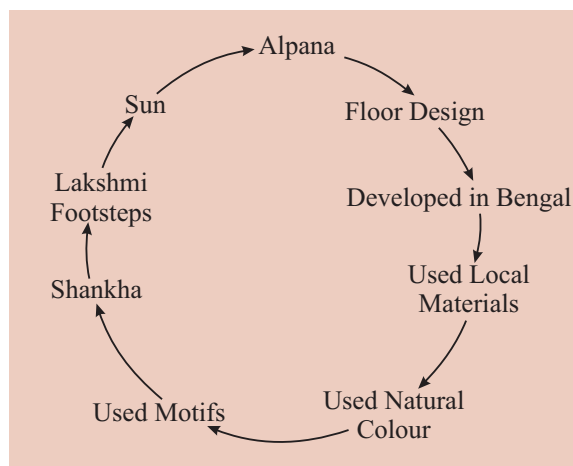 Alpana
Floor Design
Developed in Bengal
Used Local
Materials
Used Natural
Colour
Used Motifs
Shankha
Lakshmi
Footsteps
Sun